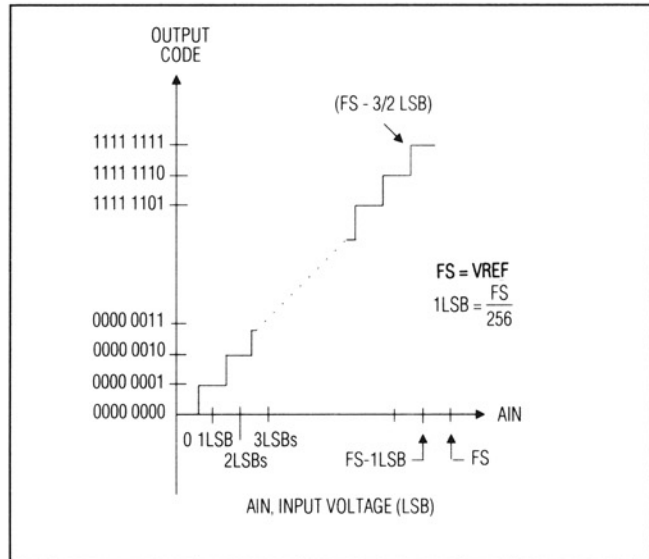 OUTPUT
CODE
(FS - 3/2 LSB)
1111 1111
1111 1110
1111 1101
FS = VREF
1LSB = FS
256
0000 0011
0000 0010
0000 0001
0000 0000
AIN
0 1LSB 3LSBs
2LSBs
FS-1LSB
FS
AIN, INPUT VOLTAGE (LSB)